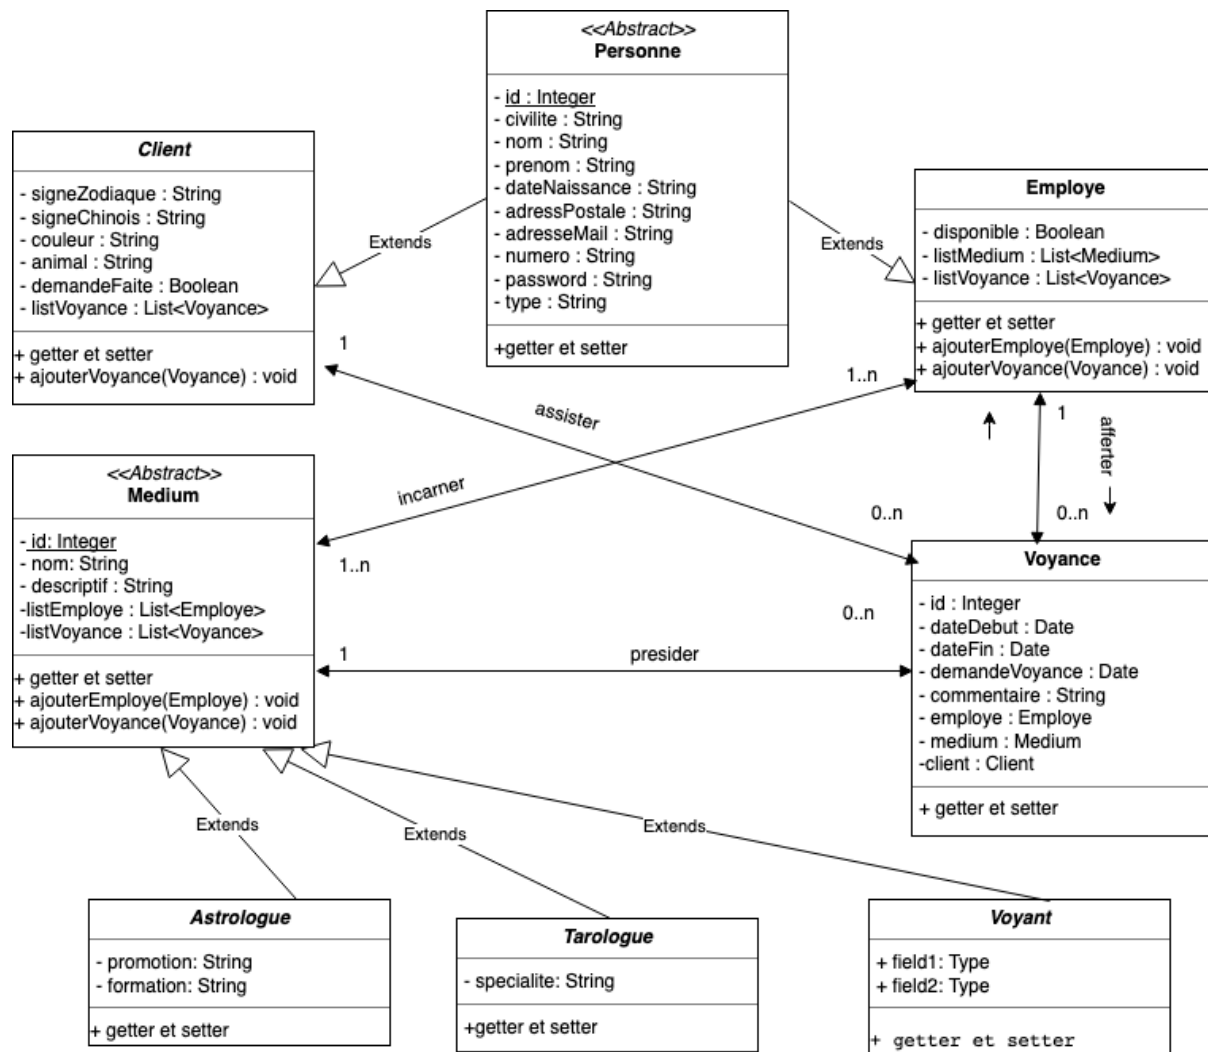 <<Abstract>>
Personne
- id : Integer
- civilite : String
- nom : String
- prenom : String
- dateNaissance : String
- adressPostale : String
- adresseMail : String
- numero : String
- password : String
- type : String
+getter et setter
Client
- signeZodiaque : String
- signeChinois : String
- couleur : String
- animal : String
- demandeFaite : Boolean
- listVoyance : List<Voyance>
+ getter et setter
+ ajouterVoyance(Voyance) : void
Extends
Extends
Employe
- disponible : Boolean
- listMedium : List<Medium>
- listVoyance : List<Voyance>
+ getter et setter
+ ajouterEmploye(Employe) : void
+ ajouterVoyance(Voyance) : void
1
assister
0..n
1..n
incarner
1..n
1
afferter
0..n
<<Abstract>>
Medium
- id: Integer
- nom: String
- descriptif : String
-listEmploye : List<Employe>
-listVoyance : List<Voyance>
+ getter et setter
+ ajouterEmploye(Employe) : void
+ ajouterVoyance(Voyance) : void
1
presider
0..n
Voyance
- id : Integer
- dateDebut : Date
- dateFin : Date
- demandeVoyance : Date
- commentaire : String
- employe : Employe
- medium : Medium
-client : Client
+ getter et setter
Extends
Extends
Extends
Astrologue
- promotion: String
- formation: String
+ getter et setter
Tarologue
- specialite: String
+getter et setter
Voyant
+ field1: Type
+ field2: Type
+ getter et setter